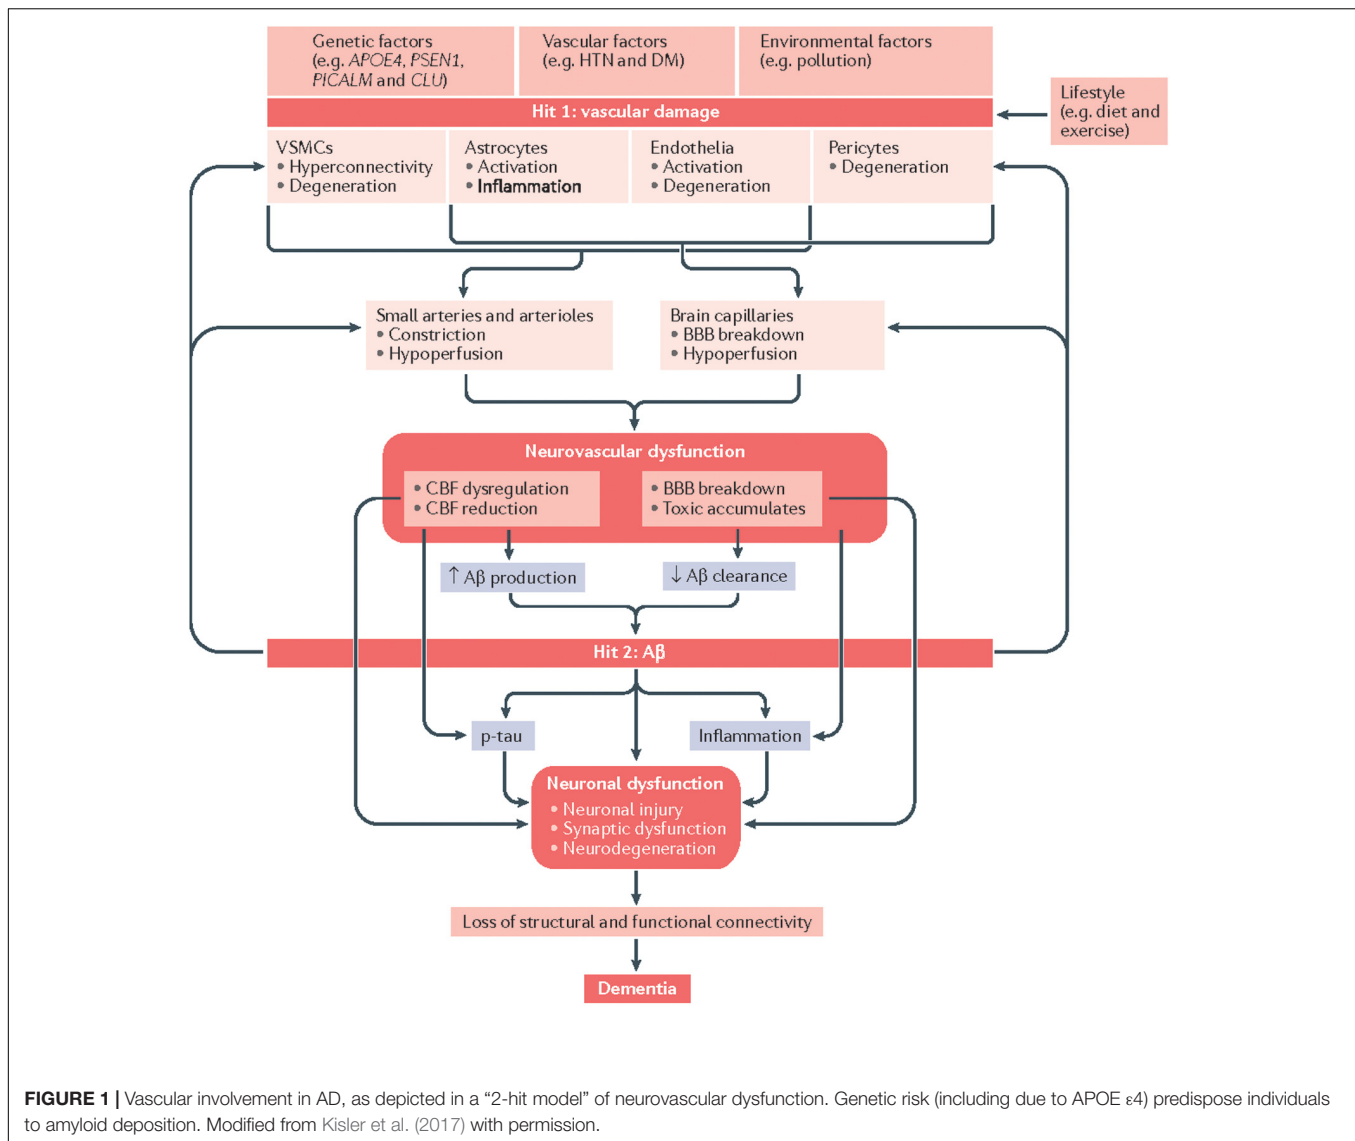 Genetic factors
(e.g. APOE4, PSEN1,
PICALM and CLU)
Vascular factors
(e.g. HTN and DM)
Environmental factors
(e.g. pollution)
Hit 1: vascular damage
Lifestyle
(e.g. diet and
exercise)
VSMCs
• Hyperconnectivity
• Degeneration
Astrocytes
• Activation
• Inflammation
Endothelia
• Activation
• Degeneration
Pericytes
• Degeneration
Small arteries and arterioles
• Constriction
• Hypoperfusion
Brain capillaries
• BBB breakdown
• Hypoperfusion
Neurovascular dysfunction
• CBF dysregulation
• CBF reduction
• BBB breakdown
• Toxic accumulates
↑ Aβ production
↓ Aβ clearance
Hit 2: Aβ
p-tau
Inflammation
Neuronal dysfunction
• Neuronal injury
• Synaptic dysfunction
• Neurodegeneration
Loss of structural and functional connectivity
Dementia
FIGURE 1 | Vascular involvement in AD, as depicted in a “2-hit model” of neurovascular dysfunction. Genetic risk (including due to APOE ε4) predispose individuals
to amyloid deposition. Modified from Kisler et al. (2017) with permission.